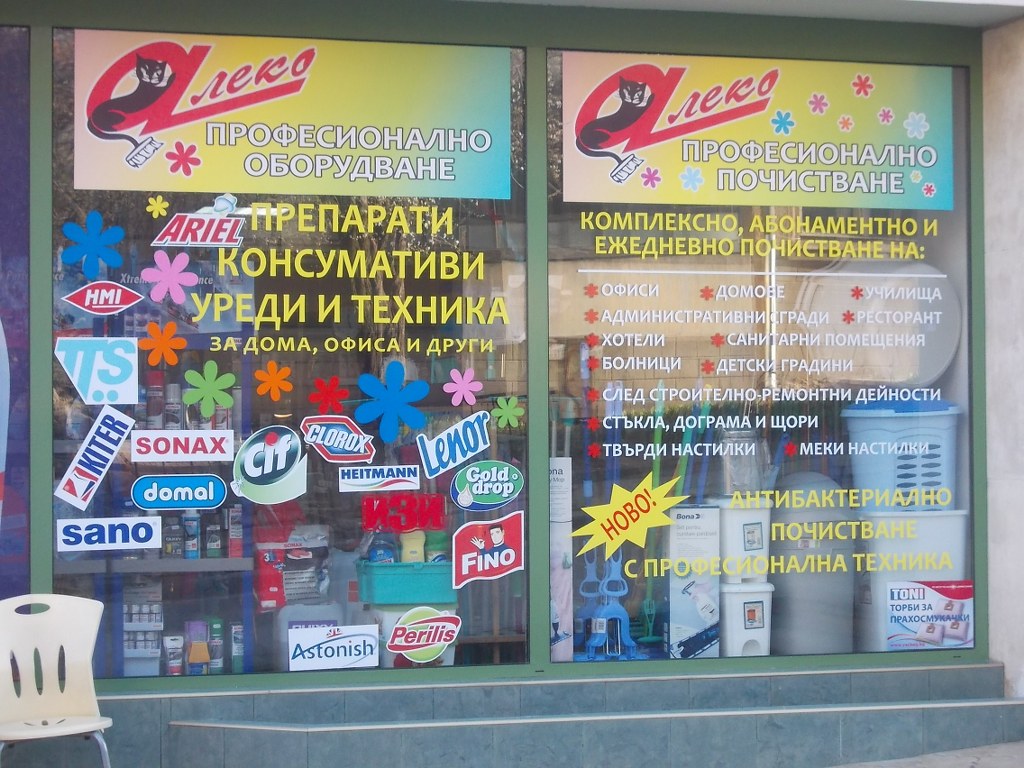 Алеко
ПРОФЕСИОНАЛНО
ОБОРУДВАНЕ
ARIEL
ПРЕПАРАТИ
КОНСУМАТИВИ
УРЕДИ И ТЕХНИКА
ЗА ДОМА, ОФИСА И ДРУГИ
HMI
TTS
KITER
SONAX
cif
CLOROX
Lenor
HEITMANN
Gold drop
domal
ИЗИ
sano
FINO
Astonish
Perilis
Алеко
ПРОФЕСИОНАЛНО
ПОЧИСТВАНЕ
КОМПЛЕКСНО, АБОНАМЕНТНО И
ЕЖЕДНЕВНО ПОЧИСТВАНЕ НА:
ОФИСИ ДОМОВЕ УЧИЛИЩА
АДМИНИСТРАТИВНИ СГРАДИ РЕСТОРАНТ
ХОТЕЛИ САНИТАРНИ ПОМЕЩЕНИЯ
БОЛНИЦИ ДЕТСКИ ГРАДИНИ
СЛЕД СТРОИТЕЛНО-РЕМОНТНИ ДЕЙНОСТИ
СТЪКЛА, ДОГРАМА И ЩОРИ
ТВЪРДИ НАСТИЛКИ МЕКИ НАСТИЛКИ
НОВО!
АНТИБАКТЕРИАЛНО
ПОЧИСТВАНЕ
С ПРОФЕСИОНАЛНА ТЕХНИКА
Bona
TONI
ТОРБИ ЗА
ПРАХОСМУКАЧКИ